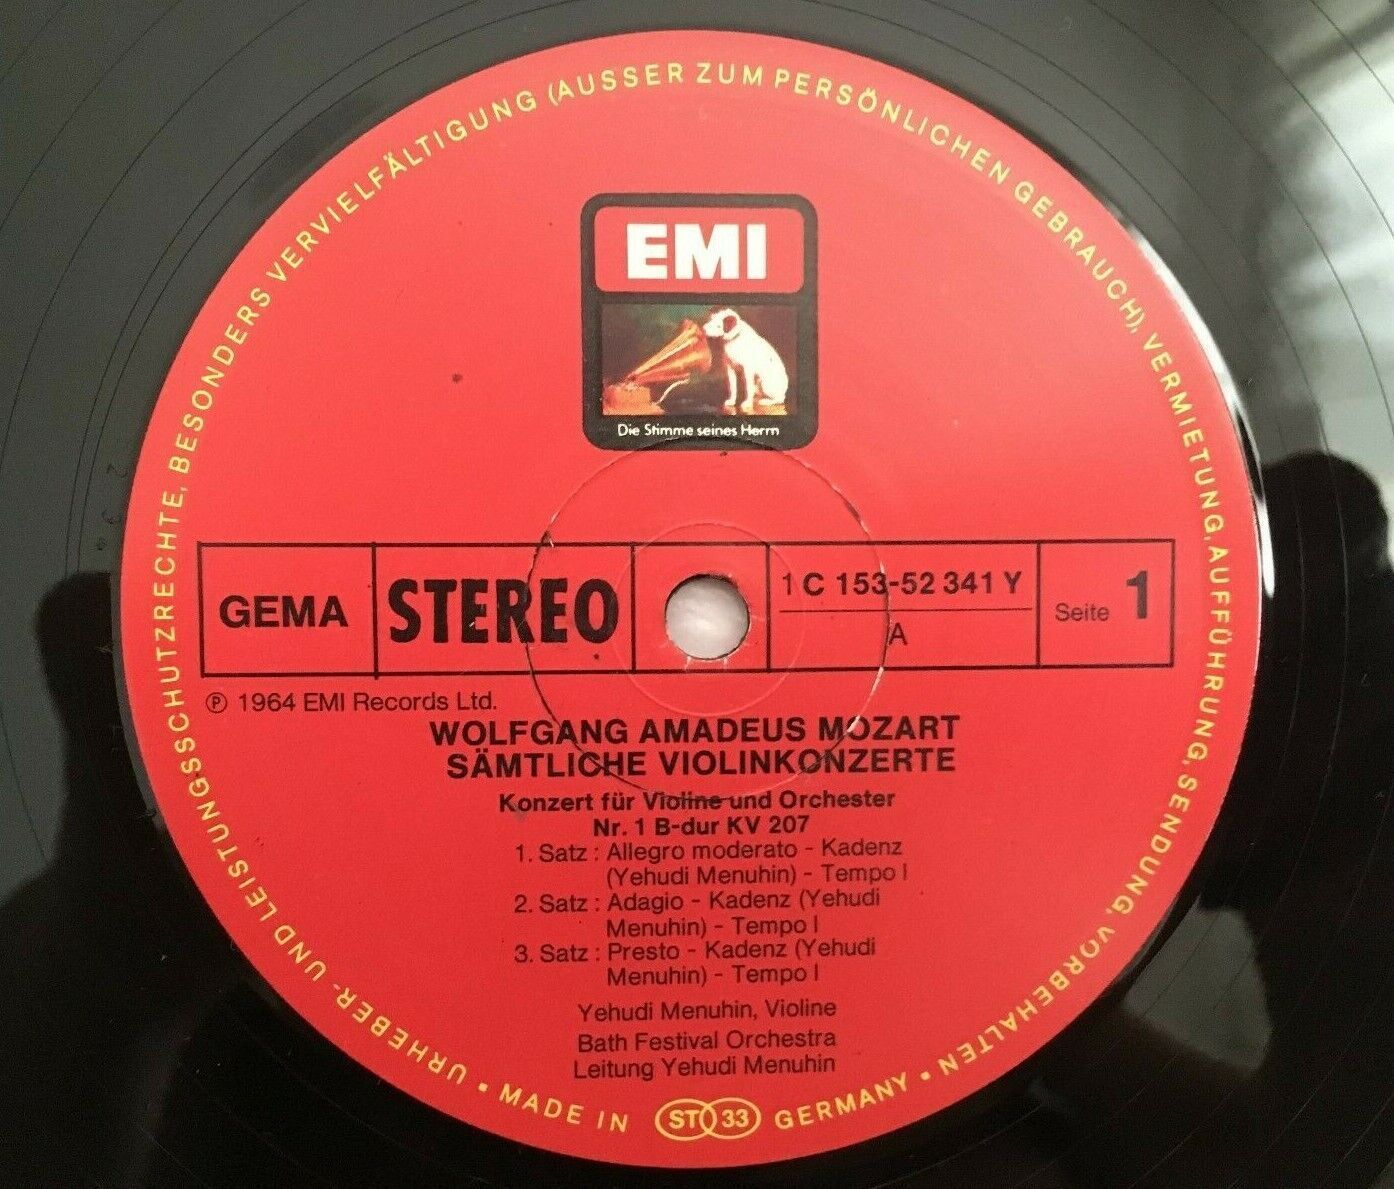 URHEBER- UND LEISTUNGSSCHUTZRECHTE, BESONDERS VERVIELFÄLTIGUNG (AUSSER ZUM PERSÖNLICHEN GEBRAUCH), VERMIETUNG, AUFFÜHRUNG, SENDUNG, VORBEHALTEN •
EMI
Die Stimme seines Herrn
GEMA
STEREO
1 C 153-52 341 Y
A
Seite 1
℗ 1964 EMI Records Ltd.
WOLFGANG AMADEUS MOZART
SÄMTLICHE VIOLINKONZERTE
Konzert für Violine und Orchester
Nr. 1 B-dur KV 207
1. Satz : Allegro moderato - Kadenz
(Yehudi Menuhin) - Tempo I
2. Satz : Adagio - Kadenz (Yehudi
Menuhin) - Tempo I
3. Satz : Presto - Kadenz (Yehudi
Menuhin) - Tempo I
Yehudi Menuhin, Violine
Bath Festival Orchestra
Leitung Yehudi Menuhin
• MADE IN ST 33 GERMANY